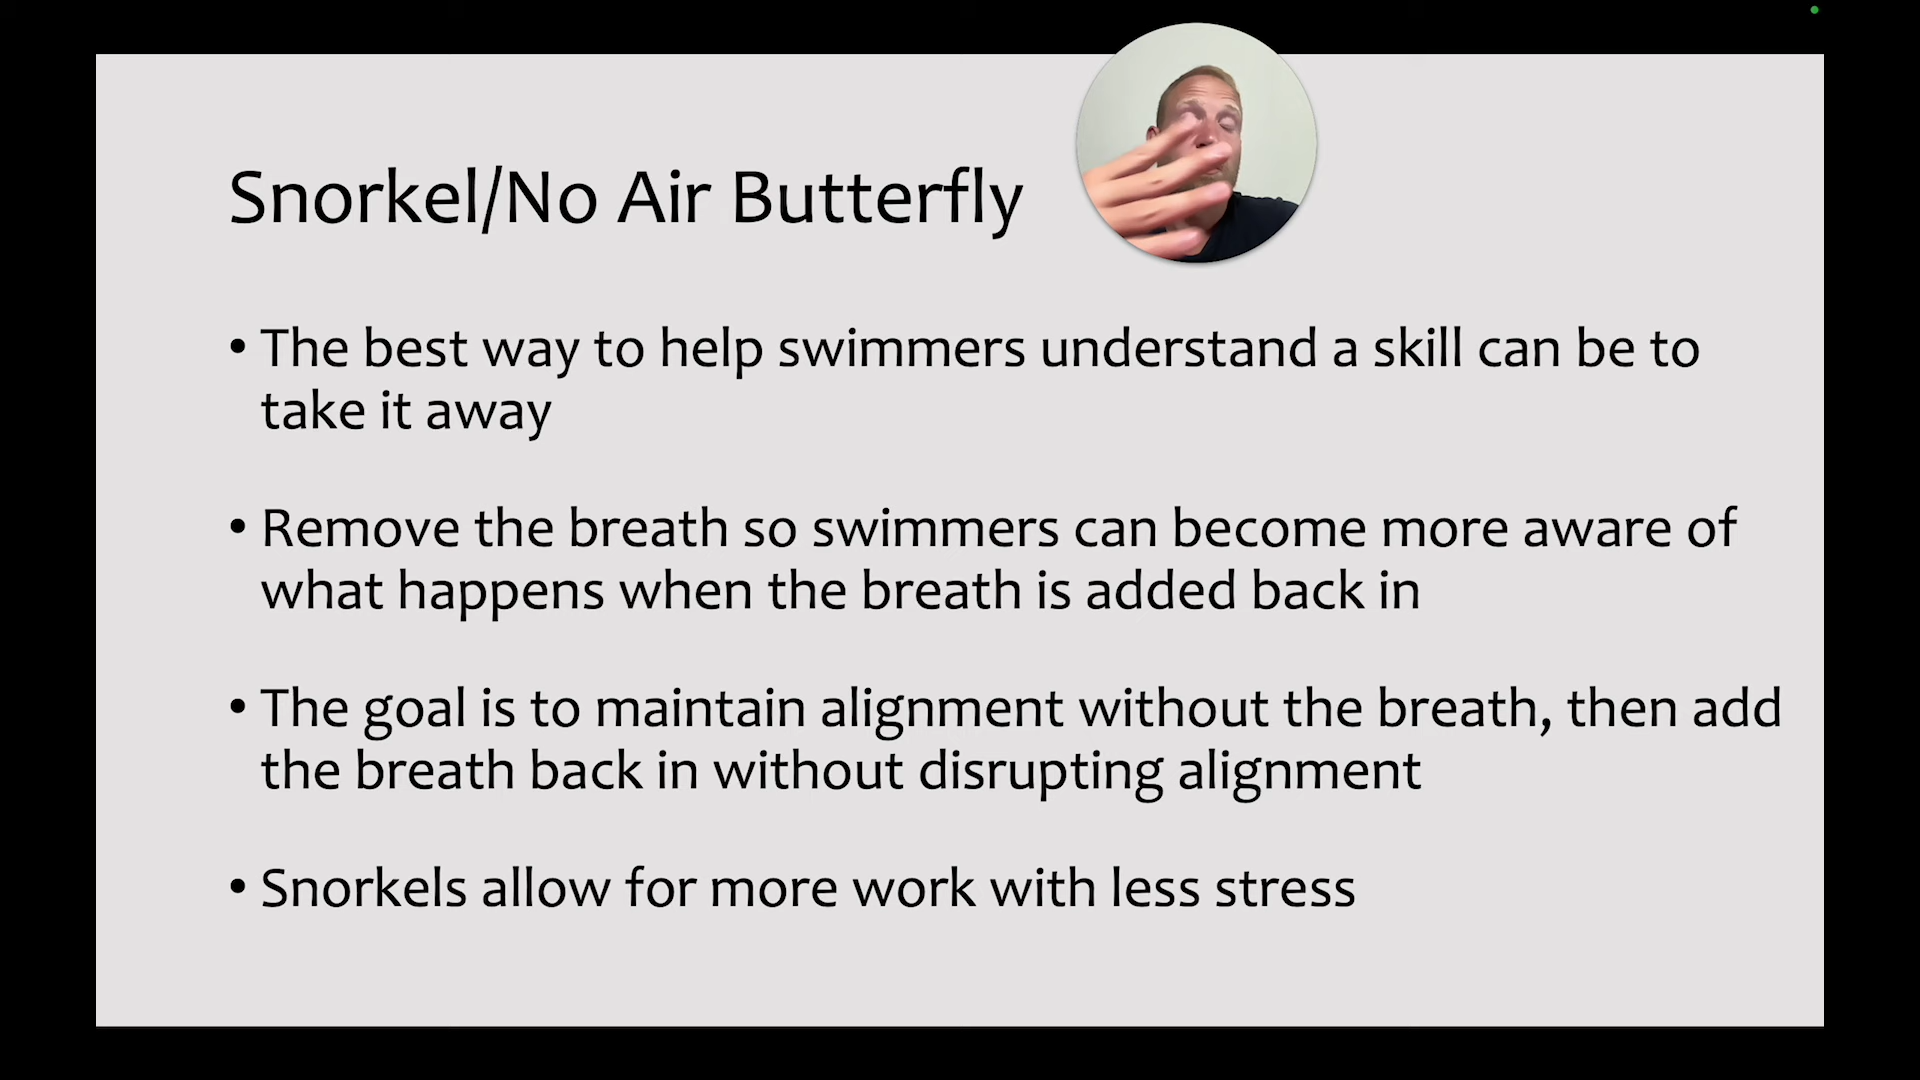 Snorkel/No Air Butterfly
• The best way to help swimmers understand a skill can be to
take it away
• Remove the breath so swimmers can become more aware of
what happens when the breath is added back in
• The goal is to maintain alignment without the breath, then add
the breath back in without disrupting alignment
• Snorkels allow for more work with less stress